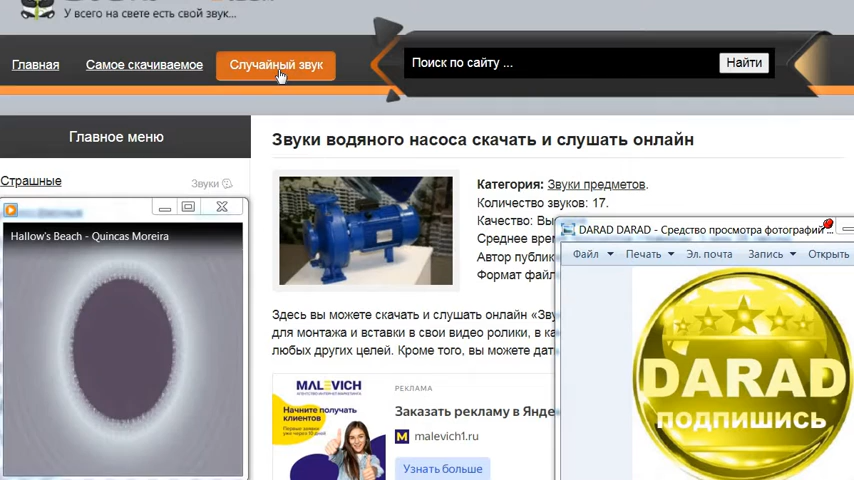 У всего на свете есть свой звук...
Главная
Самое скачиваемое
Случайный звук
Поиск по сайту ...
Найти
Главное меню
Звуки водяного насоса скачать и слушать онлайн
Страшные
Звуки
Категория: Звуки предметов.
Количество звуков: 17.
Качество: Вы
Среднее врем
Автор публик
Формат файл
Hallow's Beach - Quincas Moreira
DARAD DARAD - Средство просмотра фотографий ...
Файл
Печать
Эл. почта
Запись
Открыть
Здесь вы можете скачать и слушать онлайн «Зву
для монтажа и вставки в свои видео ролики, в ка
любых других целей. Кроме того, вы можете дат
MALEVICH
Начните получать
клиентов
РЕКЛАМА
Заказать рекламу в Янде
malevich1.ru
Узнать больше
DARAD
подпишись